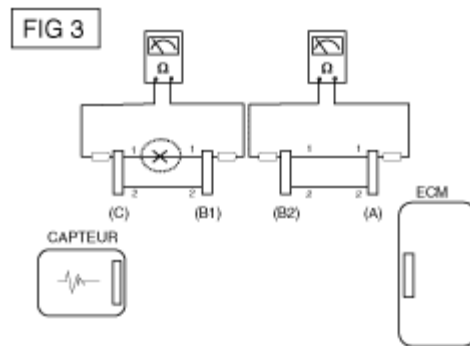 FIG 3
Ω Ω
1 1 1 1
2 2 2 2
(C) (B1) (B2) (A)
CAPTEUR
ECM